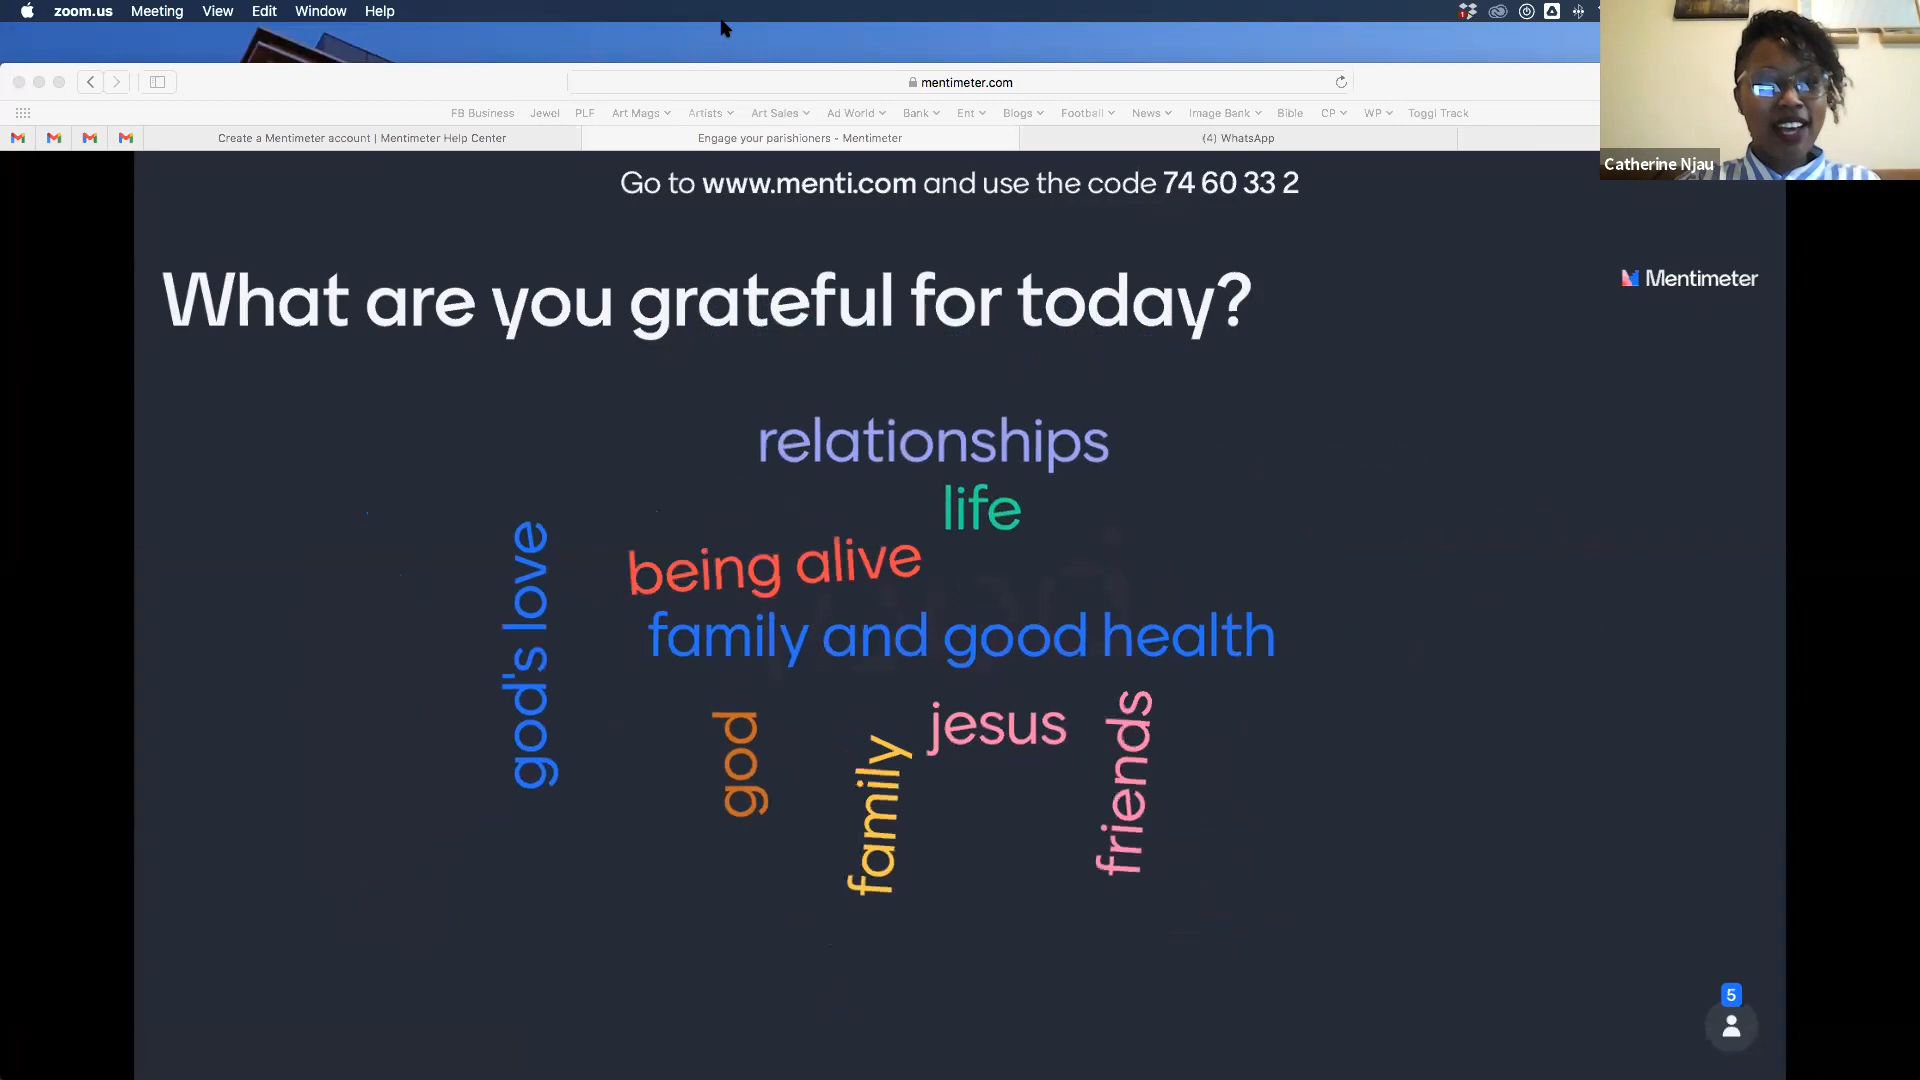 zoom.us Meeting View Edit Window Help
mentimeter.com
FB Business Jewel PLF Art Mags Artists Art Sales Ad World Bank Ent Blogs Football News Image Bank Bible CP WP Toggl Track
Create a Mentimeter account | Mentimeter Help Center Engage your parishioners - Mentimeter (4) WhatsApp
Catherine Njau
Go to www.menti.com and use the code 74 60 33 2
What are you grateful for today?
Mentimeter
relationships
life
being alive
god's love
family and good health
god
family
jesus
friends
5